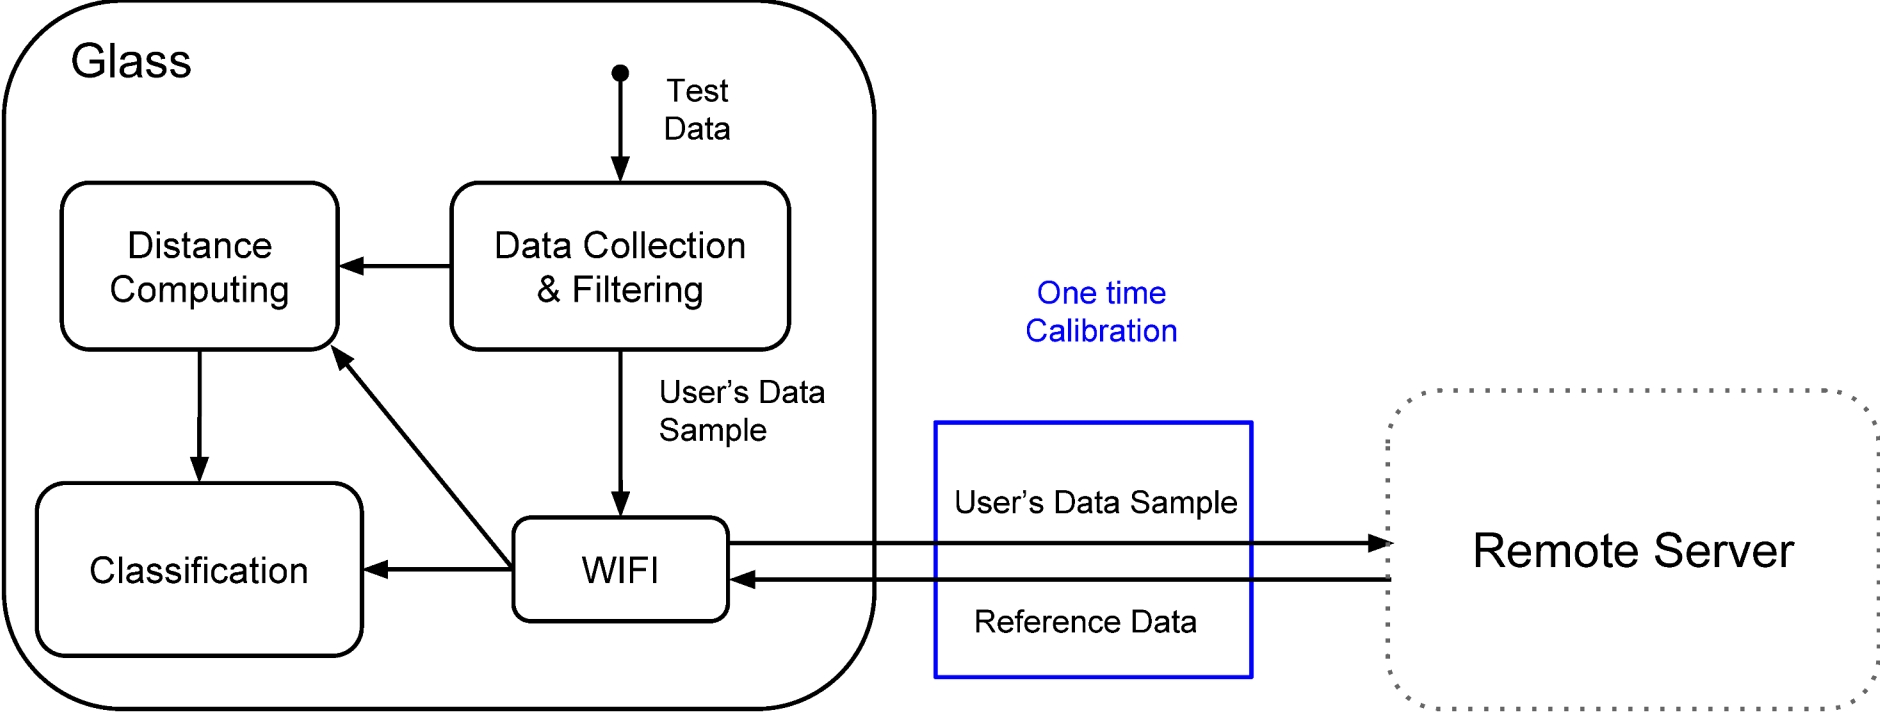 Glass
Test
Data
Distance
Computing
Data Collection
& Filtering
One time
Calibration
User’s Data
Sample
User’s Data Sample
Classification
WIFI
Remote Server
Reference Data